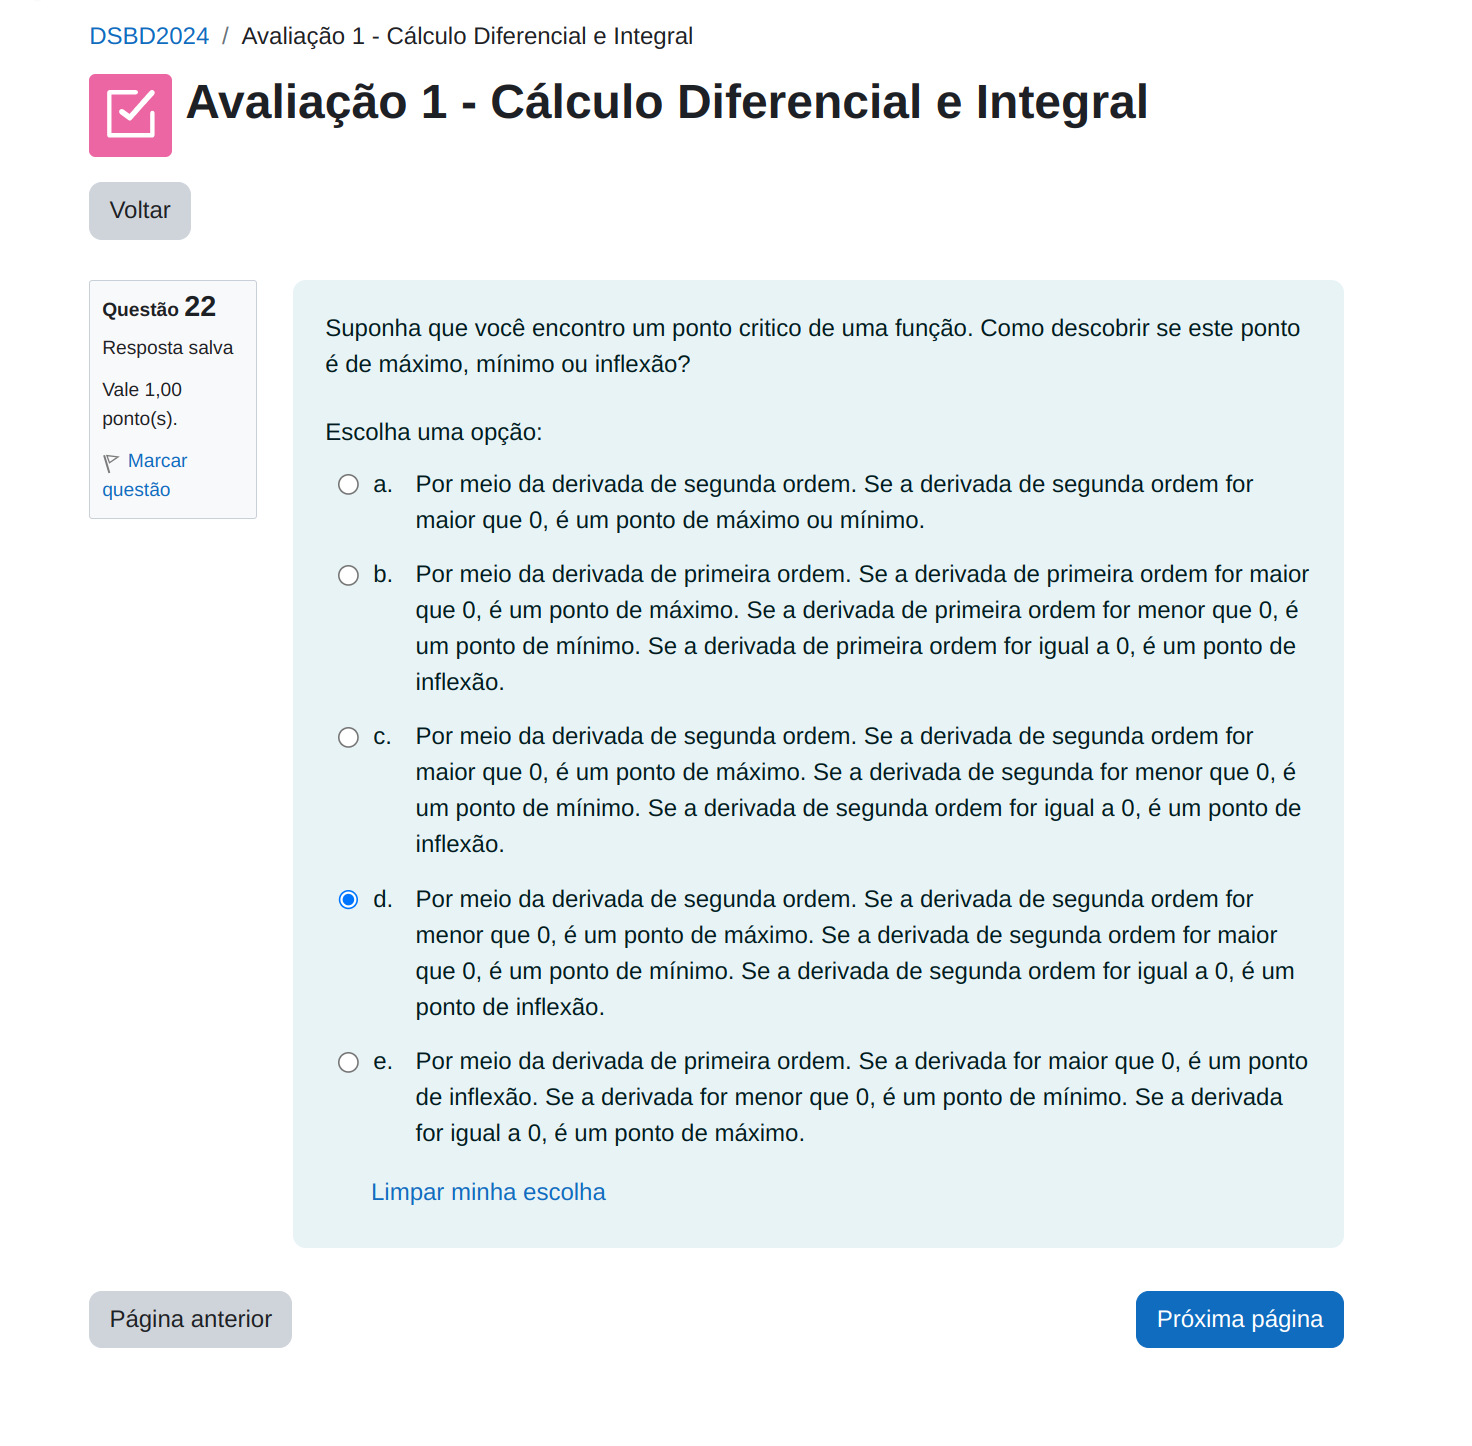 DSBD2024 / Avaliação 1 - Cálculo Diferencial e Integral
Avaliação 1 - Cálculo Diferencial e Integral
Voltar
Questão 22
Resposta salva
Vale 1,00
ponto(s).
Marcar
questão
Suponha que você encontro um ponto critico de uma função. Como descobrir se este ponto
é de máximo, mínimo ou inflexão?
Escolha uma opção:
a. Por meio da derivada de segunda ordem. Se a derivada de segunda ordem for
maior que 0, é um ponto de máximo ou mínimo.
b. Por meio da derivada de primeira ordem. Se a derivada de primeira ordem for maior
que 0, é um ponto de máximo. Se a derivada de primeira ordem for menor que 0, é
um ponto de mínimo. Se a derivada de primeira ordem for igual a 0, é um ponto de
inflexão.
c. Por meio da derivada de segunda ordem. Se a derivada de segunda ordem for
maior que 0, é um ponto de máximo. Se a derivada de segunda for menor que 0, é
um ponto de mínimo. Se a derivada de segunda ordem for igual a 0, é um ponto de
inflexão.
d. Por meio da derivada de segunda ordem. Se a derivada de segunda ordem for
menor que 0, é um ponto de máximo. Se a derivada de segunda ordem for maior
que 0, é um ponto de mínimo. Se a derivada de segunda ordem for igual a 0, é um
ponto de inflexão.
e. Por meio da derivada de primeira ordem. Se a derivada for maior que 0, é um ponto
de inflexão. Se a derivada for menor que 0, é um ponto de mínimo. Se a derivada
for igual a 0, é um ponto de máximo.
Limpar minha escolha
Página anterior
Próxima página